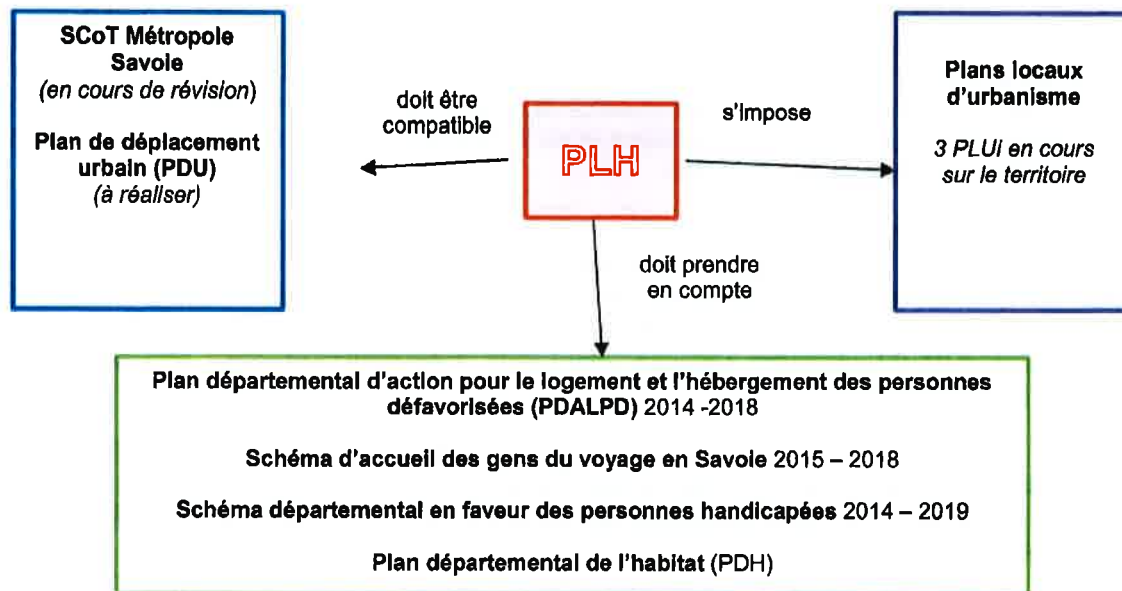 SCoT Métropole
Savoie
(en cours de révision)
Plan de déplacement
urbain (PDU)
(à réaliser)
doit être
compatible
PLH
s'impose
Plans locaux
d'urbanisme
3 PLUi en cours
sur le territoire
doit prendre
en compte
Plan départemental d'action pour le logement et l'hébergement des personnes
défavorisées (PDALPD) 2014 -2018
Schéma d'accueil des gens du voyage en Savoie 2015 – 2018
Schéma départemental en faveur des personnes handicapées 2014 – 2019
Plan départemental de l'habitat (PDH)